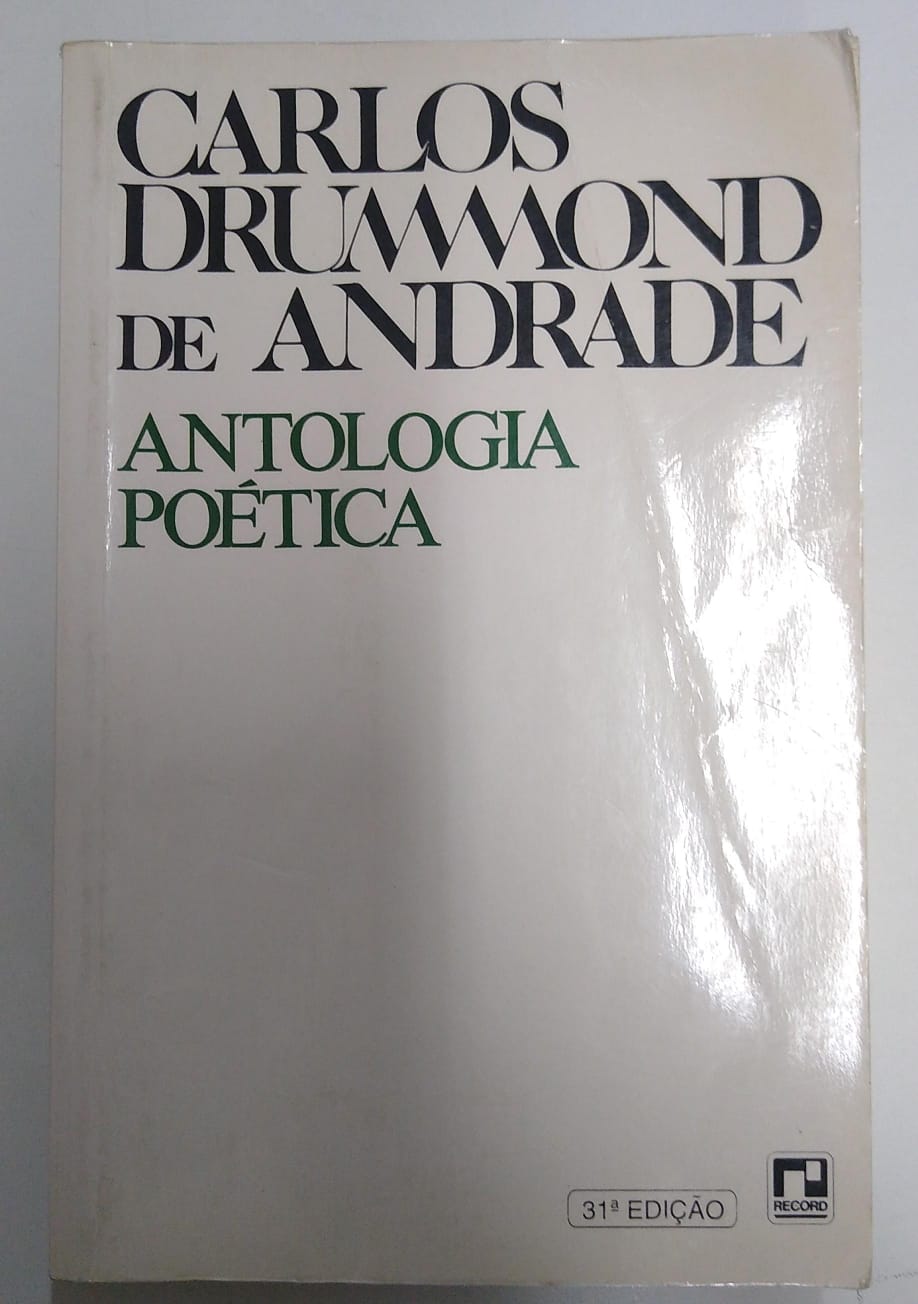 CARLOS
DRUMMOND
DE ANDRADE
ANTOLOGIA
POÉTICA
31ª EDIÇÃO
RECORD